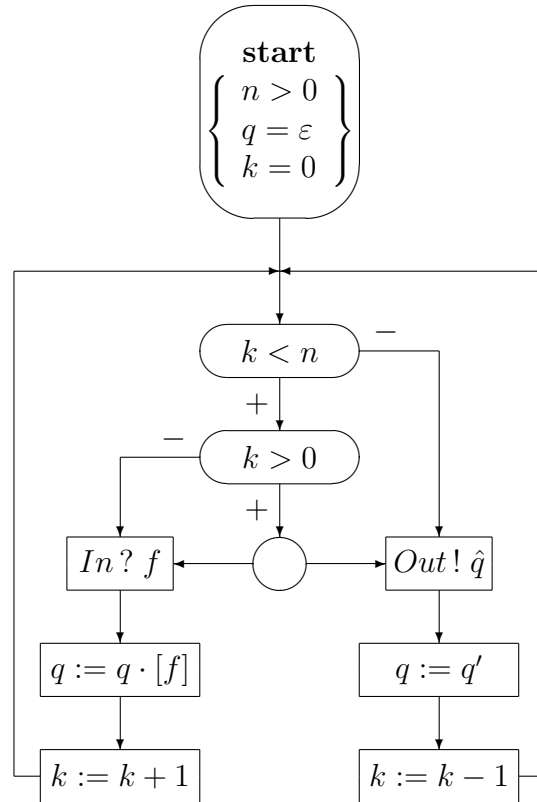 start
n > 0
q = ε
k = 0
−
k < n
+
−
k > 0
+
In ? f
Out ! q̂
q := q · [f]
q := q′
k := k + 1
k := k − 1